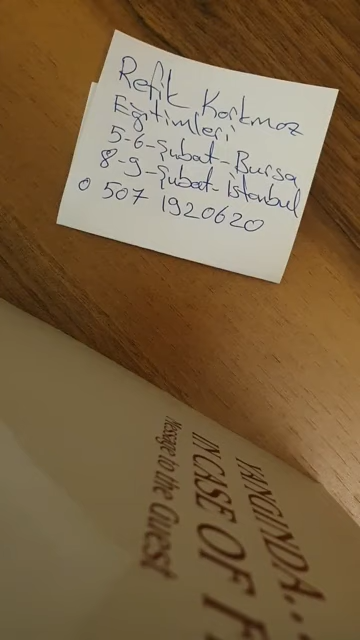 Refik Korkmaz
Eğitimleri
5-6-Şubat-Bursa
8-9-Şubat-İstanbul
0 507 1920620
YANGINDA..
IN CASE OF F
Message to the Guest